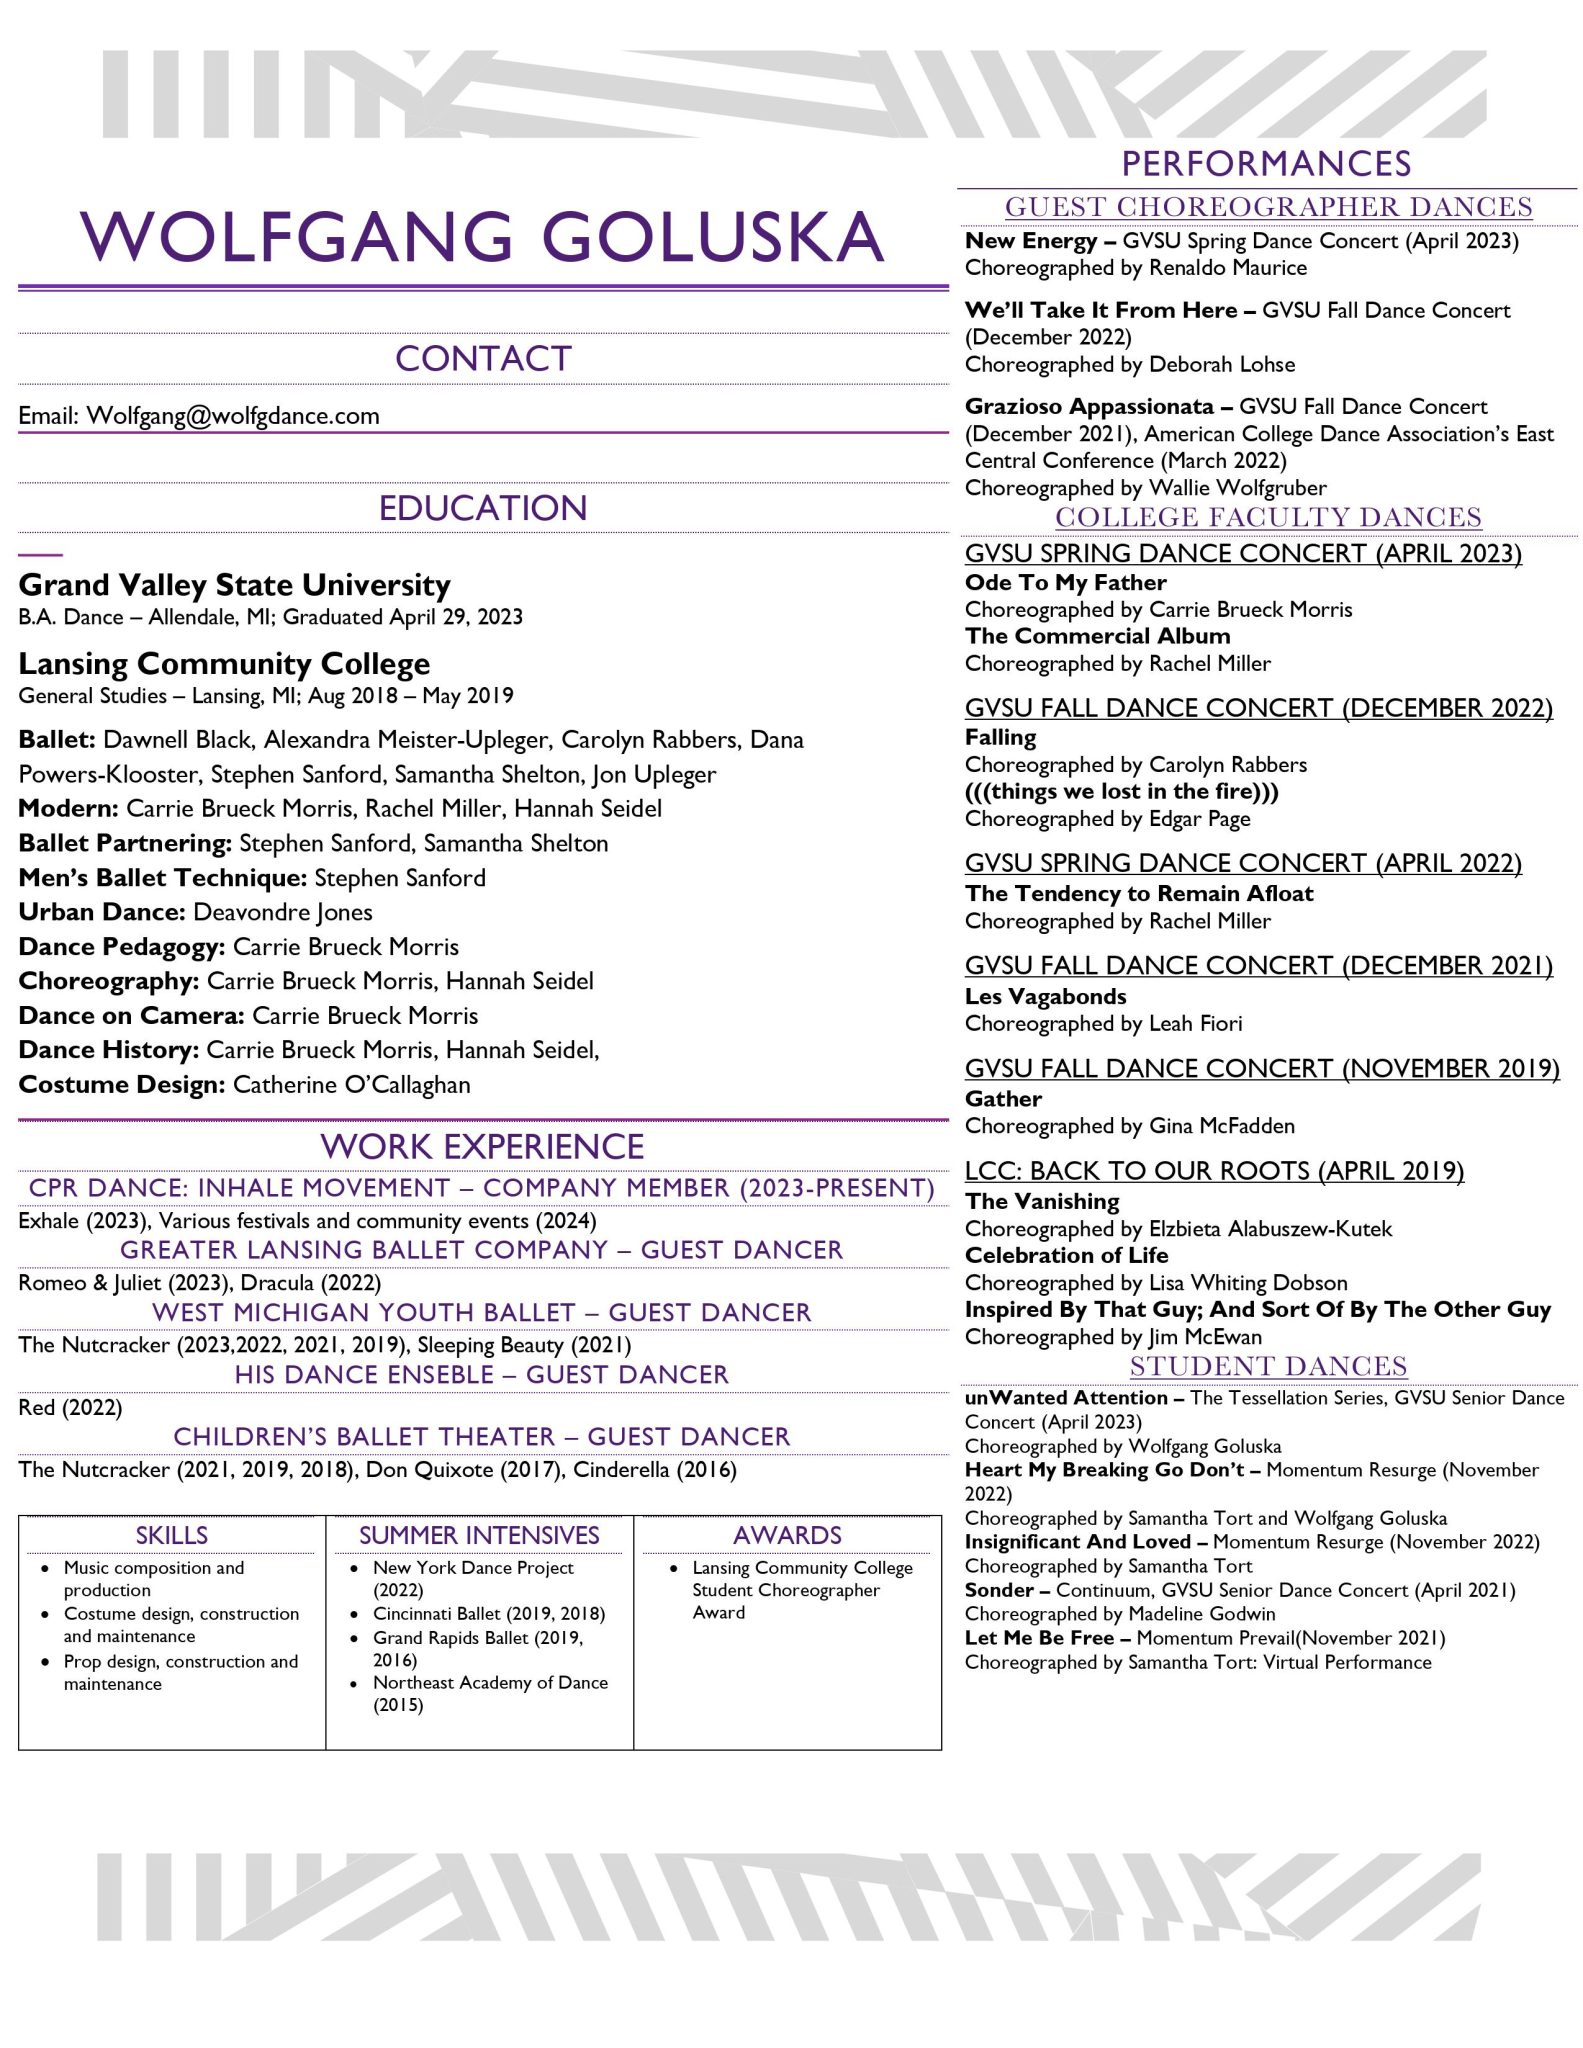 WOLFGANG GOLUSKA
CONTACT
Email: Wolfgang@wolfgdance.com
EDUCATION
Grand Valley State University
B.A. Dance – Allendale, MI; Graduated April 29, 2023
Lansing Community College
General Studies – Lansing, MI; Aug 2018 – May 2019
Ballet: Dawnell Black, Alexandra Meister-Upleger, Carolyn Rabbers, Dana
Powers-Klooster, Stephen Sanford, Samantha Shelton, Jon Upleger
Modern: Carrie Brueck Morris, Rachel Miller, Hannah Seidel
Ballet Partnering: Stephen Sanford, Samantha Shelton
Men’s Ballet Technique: Stephen Sanford
Urban Dance: Deavondre Jones
Dance Pedagogy: Carrie Brueck Morris
Choreography: Carrie Brueck Morris, Hannah Seidel
Dance on Camera: Carrie Brueck Morris
Dance History: Carrie Brueck Morris, Hannah Seidel,
Costume Design: Catherine O’Callaghan
WORK EXPERIENCE
CPR DANCE: INHALE MOVEMENT – COMPANY MEMBER (2023-PRESENT)
Exhale (2023), Various festivals and community events (2024)
GREATER LANSING BALLET COMPANY – GUEST DANCER
Romeo & Juliet (2023), Dracula (2022)
WEST MICHIGAN YOUTH BALLET – GUEST DANCER
The Nutcracker (2023,2022, 2021, 2019), Sleeping Beauty (2021)
HIS DANCE ENSEBLE – GUEST DANCER
Red (2022)
CHILDREN’S BALLET THEATER – GUEST DANCER
The Nutcracker (2021, 2019, 2018), Don Quixote (2017), Cinderella (2016)
SKILLS
• Music composition and
production
• Costume design, construction
and maintenance
• Prop design, construction and
maintenance
SUMMER INTENSIVES
• New York Dance Project
(2022)
• Cincinnati Ballet (2019, 2018)
• Grand Rapids Ballet (2019,
2016)
• Northeast Academy of Dance
(2015)
AWARDS
• Lansing Community College
Student Choreographer
Award
PERFORMANCES
GUEST CHOREOGRAPHER DANCES
New Energy – GVSU Spring Dance Concert (April 2023)
Choreographed by Renaldo Maurice
We’ll Take It From Here – GVSU Fall Dance Concert
(December 2022)
Choreographed by Deborah Lohse
Grazioso Appassionata – GVSU Fall Dance Concert
(December 2021), American College Dance Association’s East
Central Conference (March 2022)
Choreographed by Wallie Wolfgruber
COLLEGE FACULTY DANCES
GVSU SPRING DANCE CONCERT (APRIL 2023)
Ode To My Father
Choreographed by Carrie Brueck Morris
The Commercial Album
Choreographed by Rachel Miller
GVSU FALL DANCE CONCERT (DECEMBER 2022)
Falling
Choreographed by Carolyn Rabbers
(((things we lost in the fire)))
Choreographed by Edgar Page
GVSU SPRING DANCE CONCERT (APRIL 2022)
The Tendency to Remain Afloat
Choreographed by Rachel Miller
GVSU FALL DANCE CONCERT (DECEMBER 2021)
Les Vagabonds
Choreographed by Leah Fiori
GVSU FALL DANCE CONCERT (NOVEMBER 2019)
Gather
Choreographed by Gina McFadden
LCC: BACK TO OUR ROOTS (APRIL 2019)
The Vanishing
Choreographed by Elzbieta Alabuszew-Kutek
Celebration of Life
Choreographed by Lisa Whiting Dobson
Inspired By That Guy; And Sort Of By The Other Guy
Choreographed by Jim McEwan
STUDENT DANCES
unWanted Attention – The Tessellation Series, GVSU Senior Dance
Concert (April 2023)
Choreographed by Wolfgang Goluska
Heart My Breaking Go Don’t – Momentum Resurge (November
2022)
Choreographed by Samantha Tort and Wolfgang Goluska
Insignificant And Loved – Momentum Resurge (November 2022)
Choreographed by Samantha Tort
Sonder – Continuum, GVSU Senior Dance Concert (April 2021)
Choreographed by Madeline Godwin
Let Me Be Free – Momentum Prevail(November 2021)
Choreographed by Samantha Tort: Virtual Performance